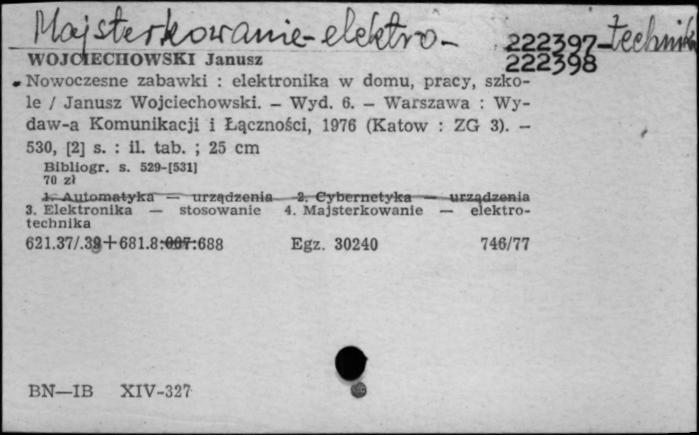 Majsterkowanie-elektro-technika
222397-
222398
WOJCIECHOWSKI Janusz
Nowoczesne zabawki : elektronika w domu, pracy, szko-
le / Janusz Wojciechowski. – Wyd. 6. – Warszawa : Wy-
daw-a Komunikacji i Łączności, 1976 (Katow : ZG 3). –
530, [2] s. : il. tab. ; 25 cm
Bibliogr. s. 529-[531]
70 zł
1. Automatyka — urządzenia 2. Cybernetyka — urządzenia
3. Elektronika — stosowanie 4. Majsterkowanie — elektro-
technika
621.37/.39+681.8:007:688 Egz. 30240 746/77
BN—IB XIV-327